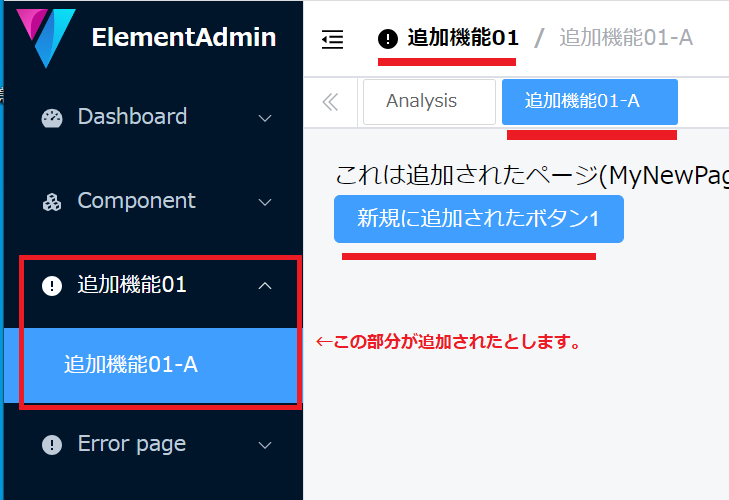 ElementAdmin
追加機能01 / 追加機能01-A
Analysis
追加機能01-A
Dashboard
これは追加されたページ(MyNewPag
新規に追加されたボタン1
Component
追加機能01
←この部分が追加されたとします。
追加機能01-A
Error page